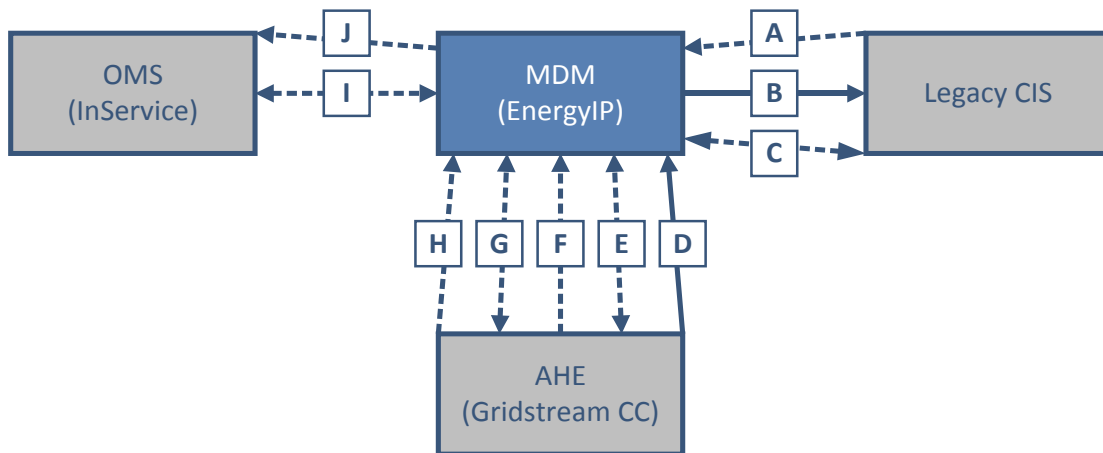 J
A
OMS
(InService)
I
MDM
(EnergyIP)
B
Legacy CIS
C
H
G
F
E
D
AHE
(Gridstream CC)